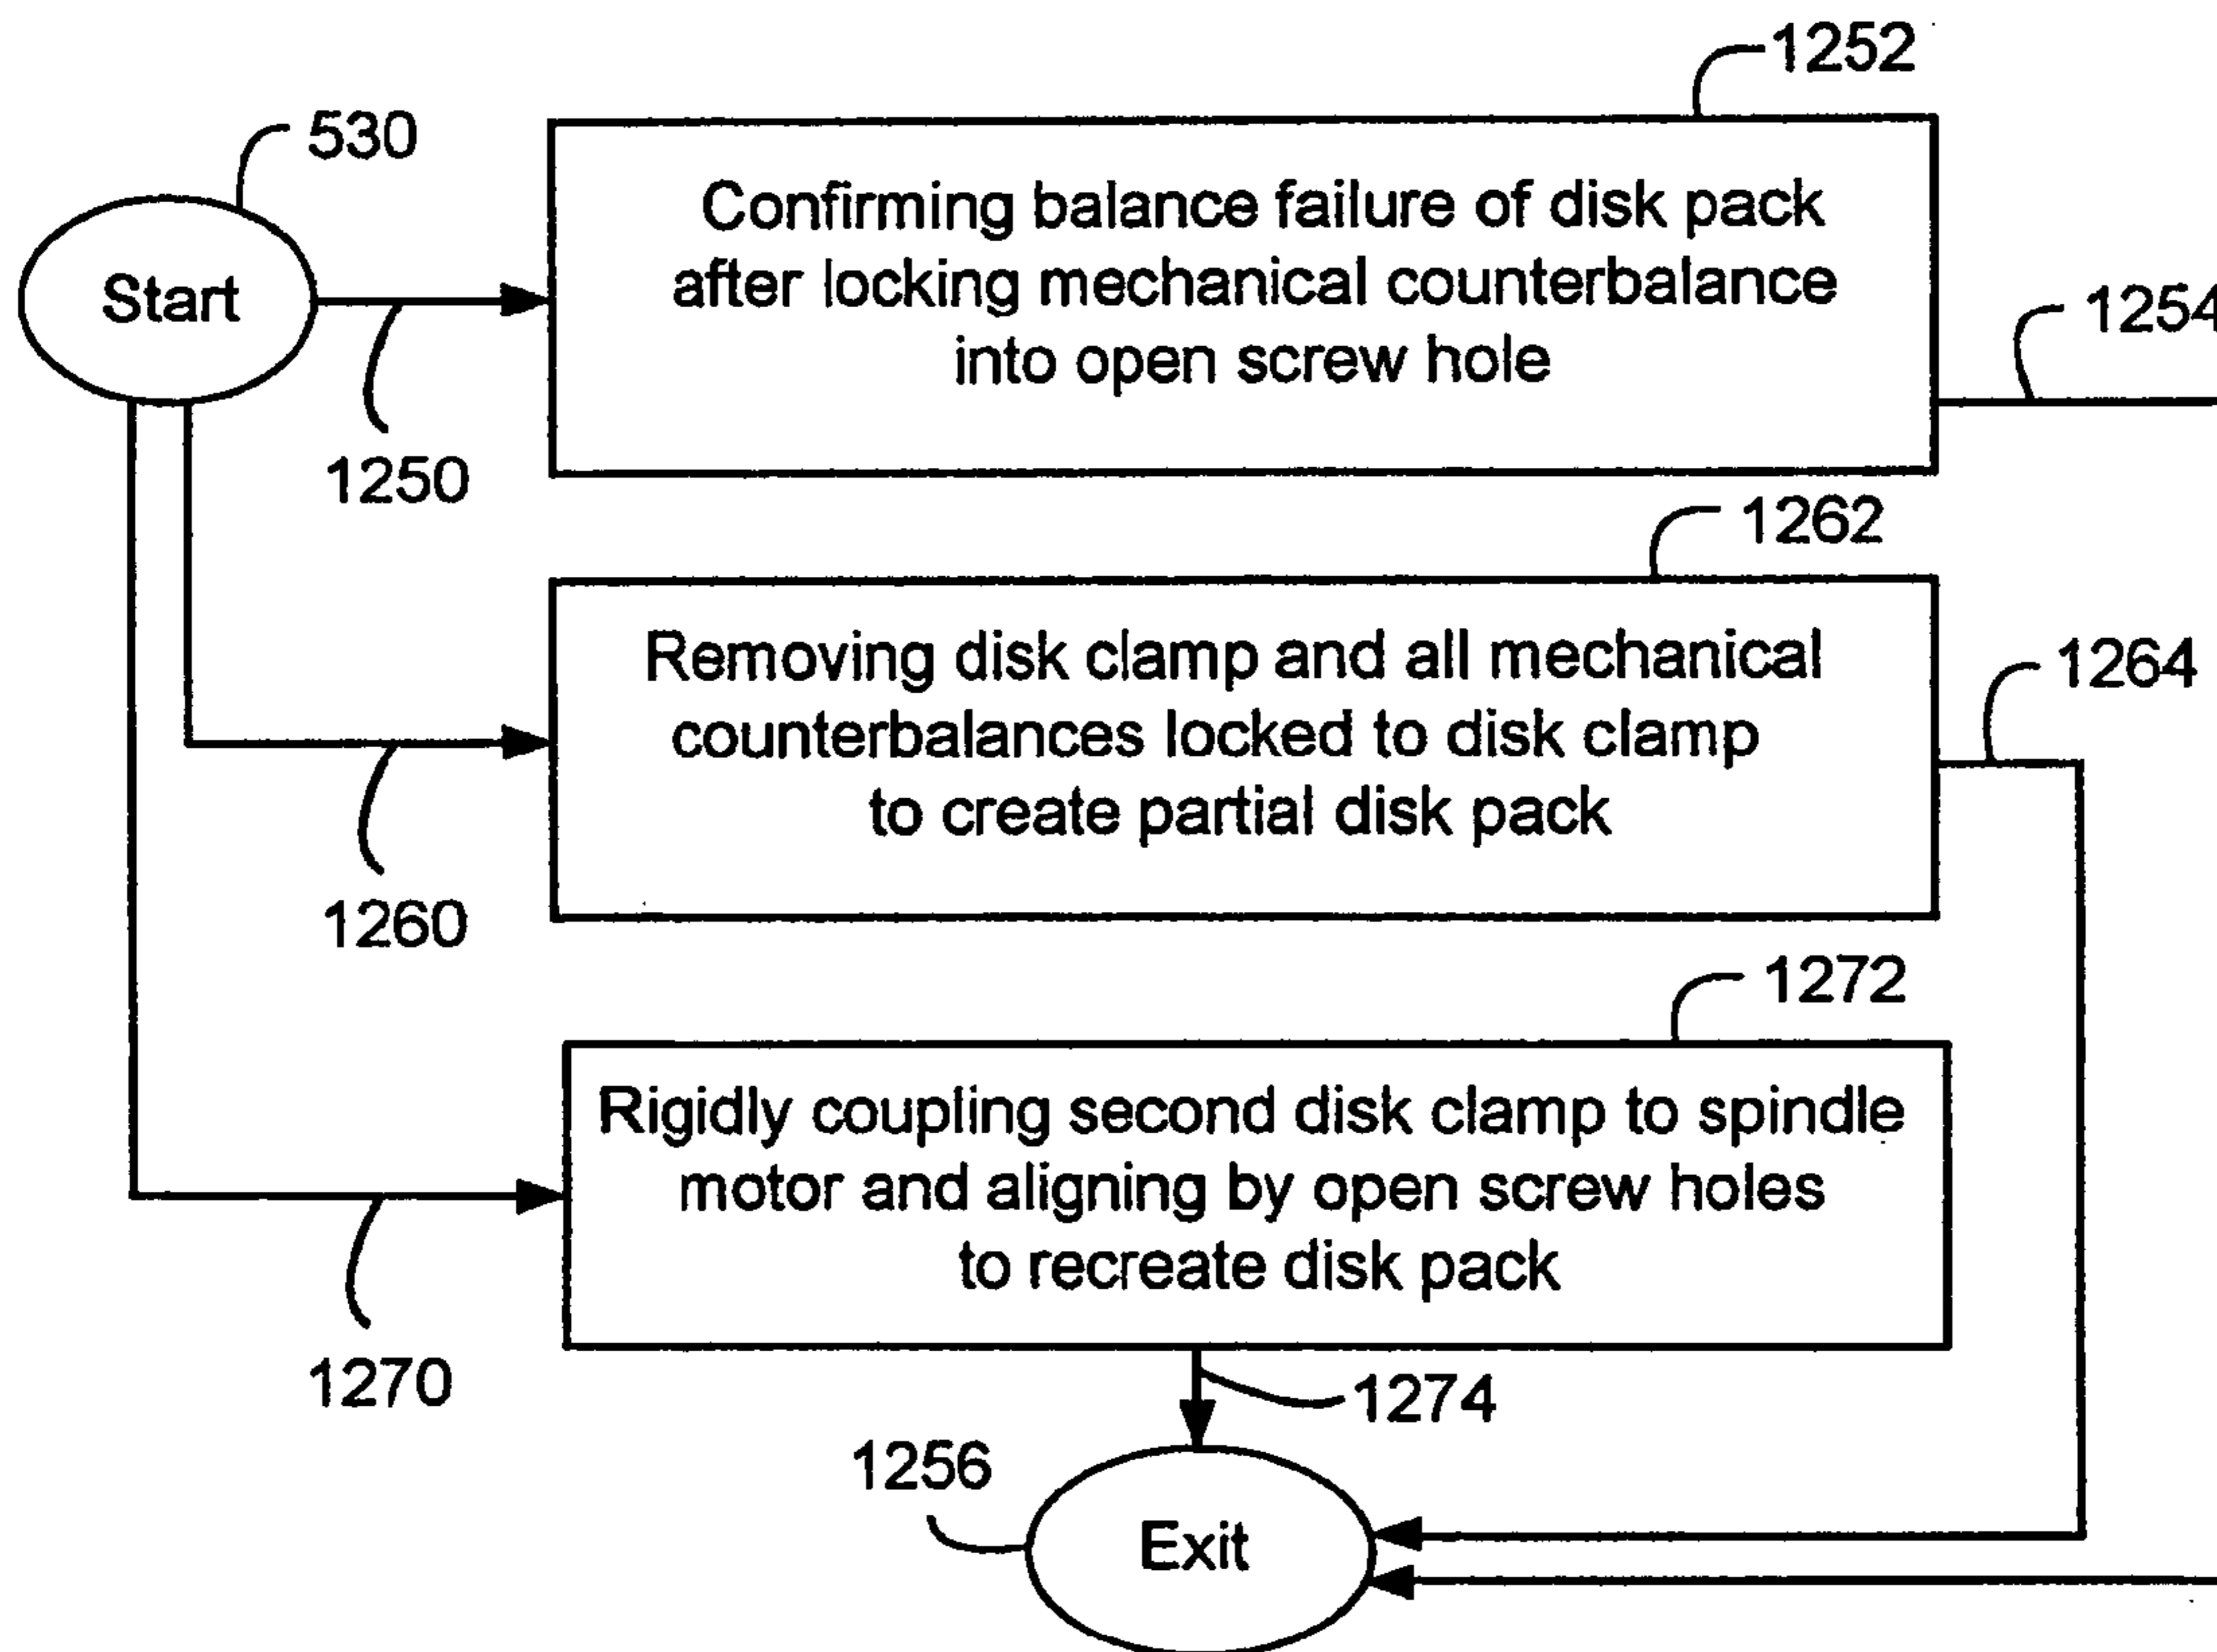 1252
530
Confirming balance failure of disk pack
after locking mechanical counterbalance
into open screw hole
Start
1254
1250
1262
Removing disk clamp and all mechanical
counterbalances locked to disk clamp
to create partial disk pack
1264
1260
1272
Rigidly coupling second disk clamp to spindle
motor and aligning by open screw holes
to recreate disk pack
1270
1274
1256
Exit